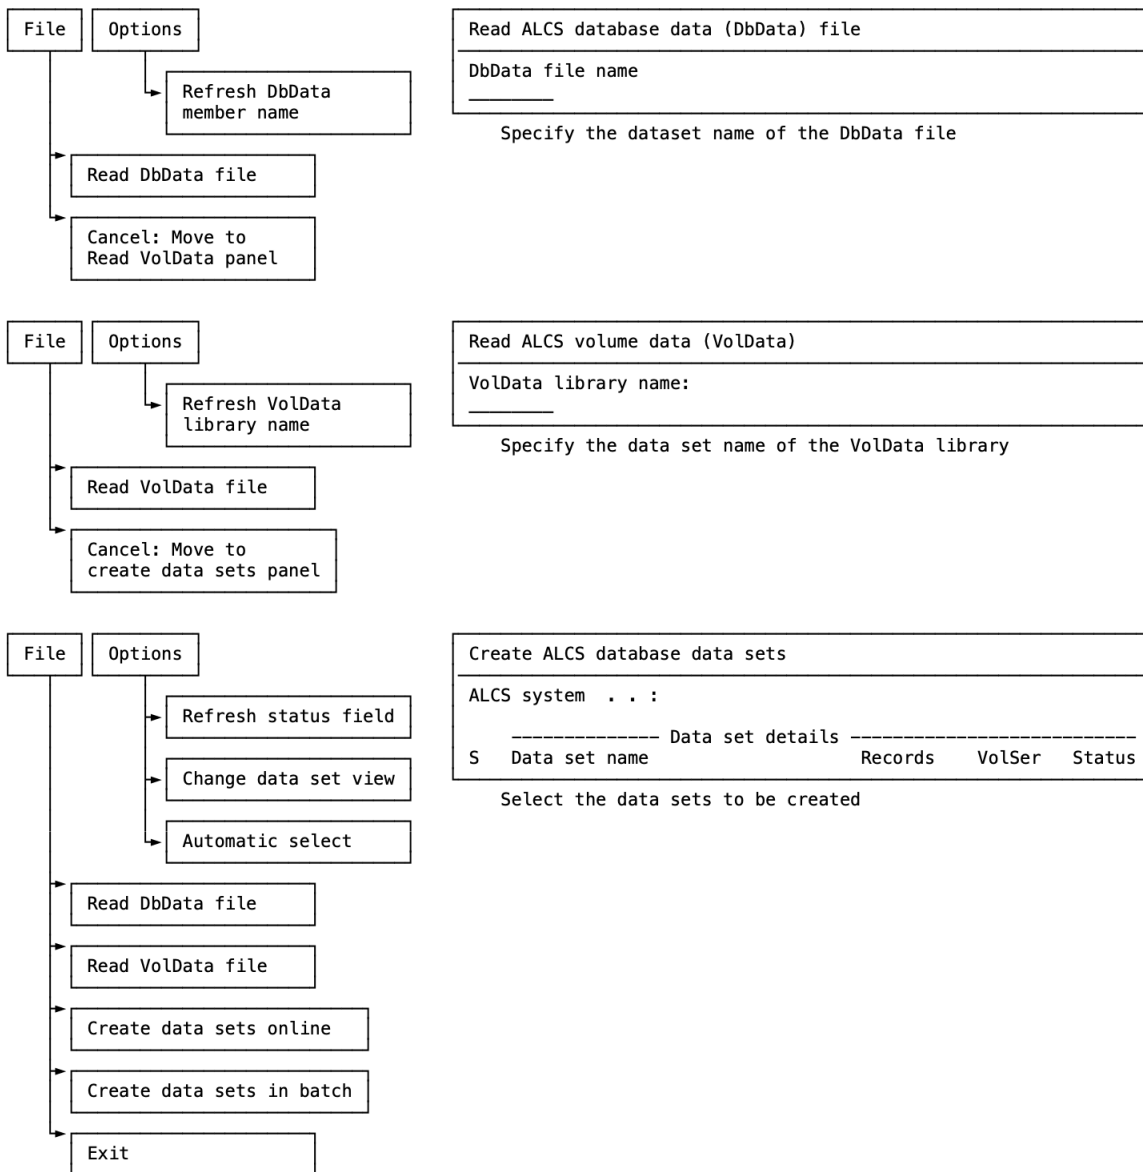 File Options
Read ALCS database data (DbData) file
DbData file name
Refresh DbData
member name
Specify the dataset name of the DbData file
Read DbData file
Cancel: Move to
Read VolData panel
File Options
Read ALCS volume data (VolData)
VolData library name:
Refresh VolData
library name
Specify the data set name of the VolData library
Read VolData file
Cancel: Move to
create data sets panel
File Options
Create ALCS database data sets
ALCS system . . :
Refresh status field
-------------- Data set details ---------------------------
S Data set name Records VolSer Status
Change data set view
Select the data sets to be created
Automatic select
Read DbData file
Read VolData file
Create data sets online
Create data sets in batch
Exit